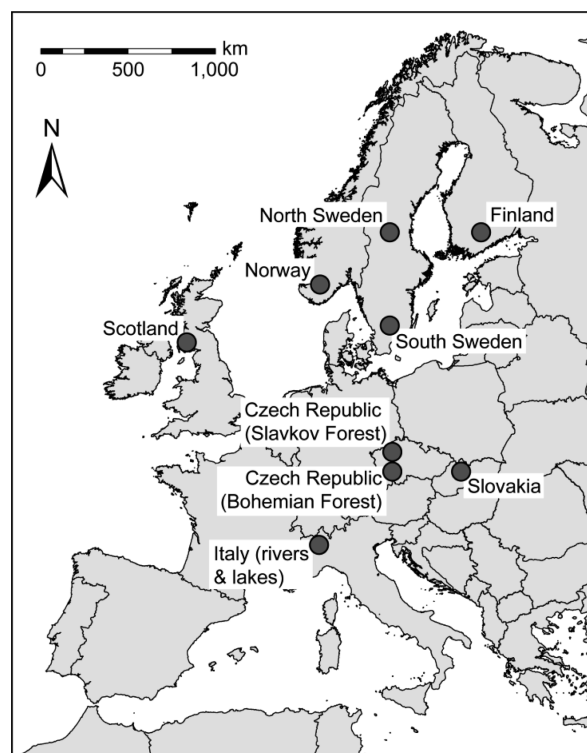 km
0 500 1,000
N
North Sweden
Finland
Norway
Scotland
South Sweden
Czech Republic
(Slavkov Forest)
Czech Republic
(Bohemian Forest)
Slovakia
Italy (rivers
& lakes)